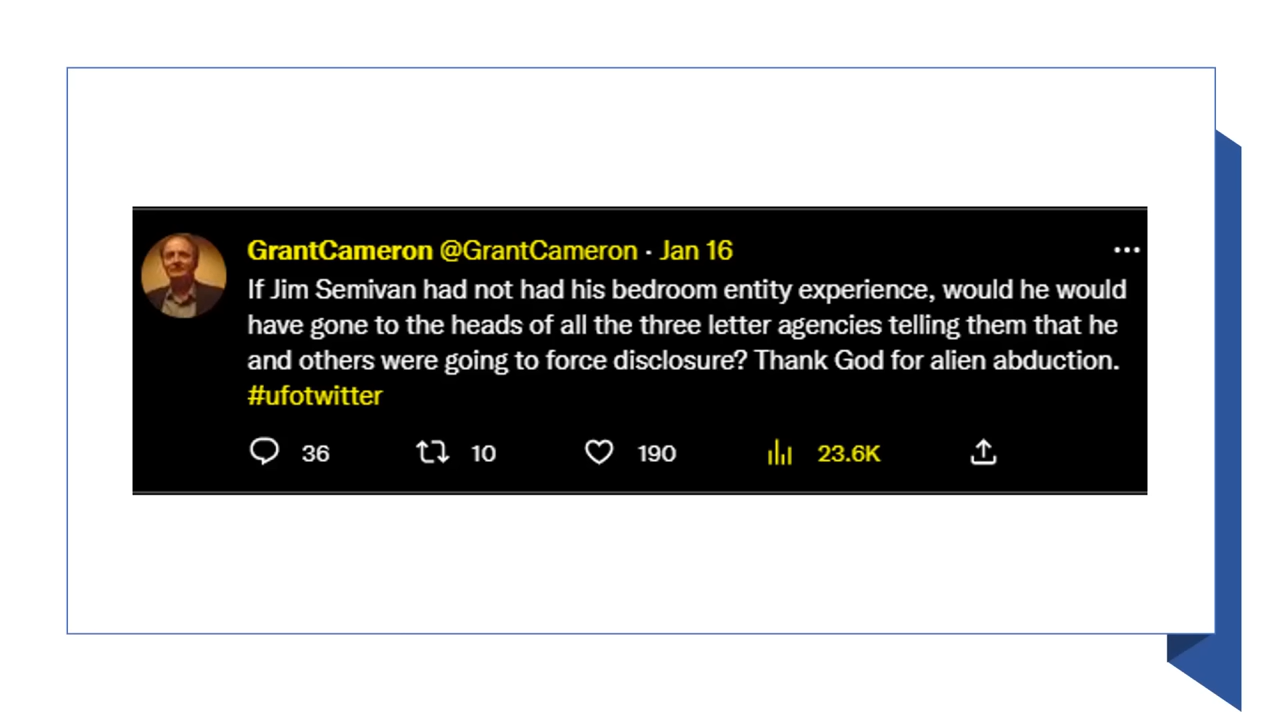 GrantCameron @GrantCameron · Jan 16
If Jim Semivan had not had his bedroom entity experience, would he would
have gone to the heads of all the three letter agencies telling them that he
and others were going to force disclosure? Thank God for alien abduction.
#ufotwitter
36 10 190 23.6K